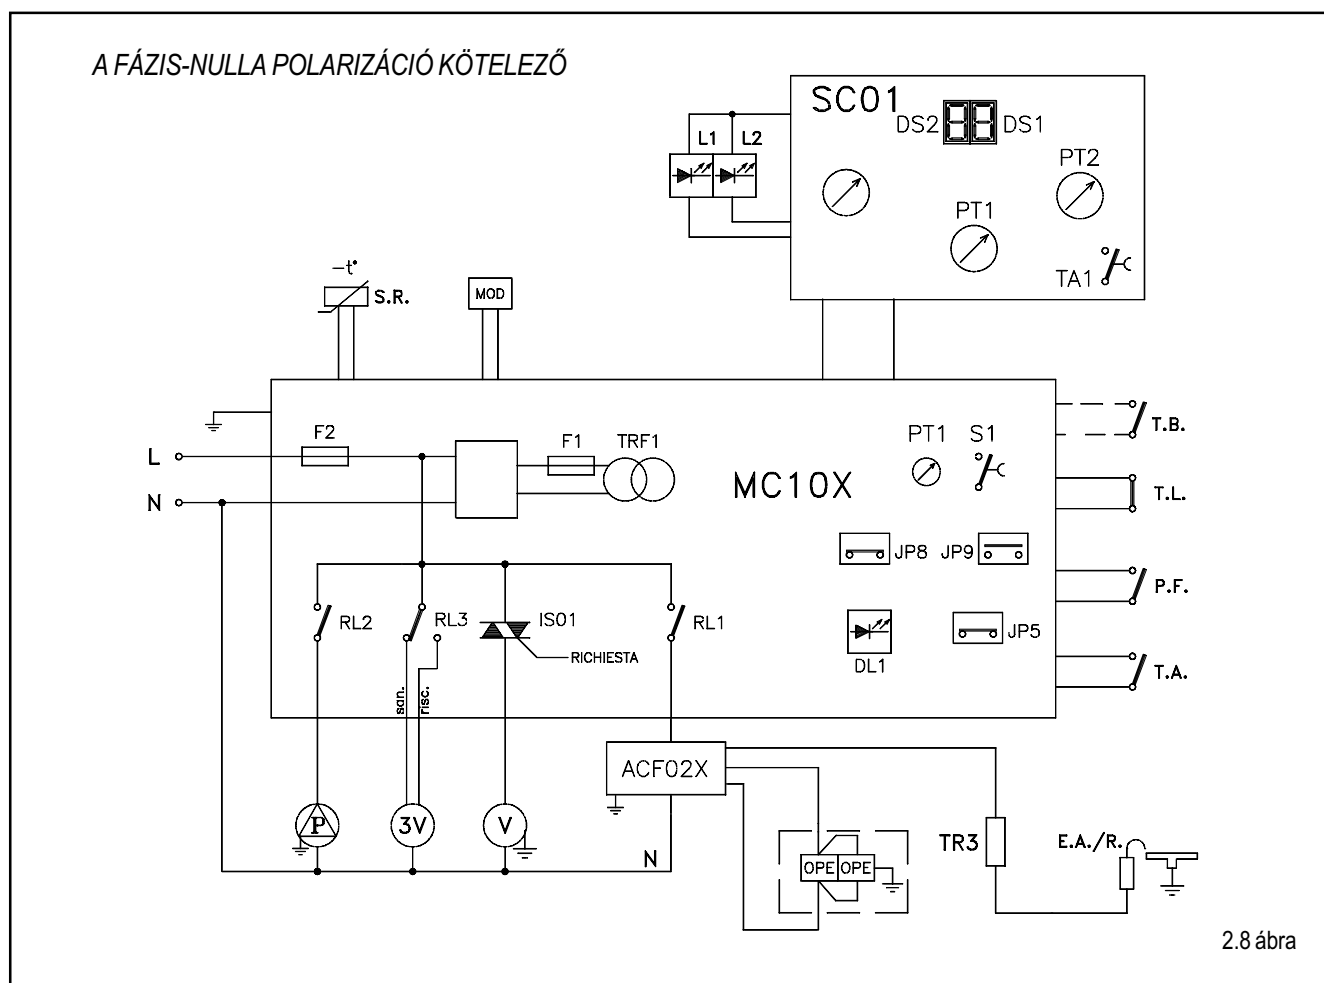 A FÁZIS-NULLA POLARIZÁCIÓ KÖTELEZŐ
SC01
DS2 DS1
L1 L2
PT2
PT1
TA1
-t°
S.R.
MOD
F2
F1 TRF1
PT1 S1
T.B.
L
MC10X
N
T.L.
JP8 JP9
P.F.
RL2 RL3 IS01 RL1
JP5
RICHIESTA
DL1
T.A.
san. risc.
ACF02X
P 3V V
N
TR3 E.A./R.
OPE OPE
2.8 ábra